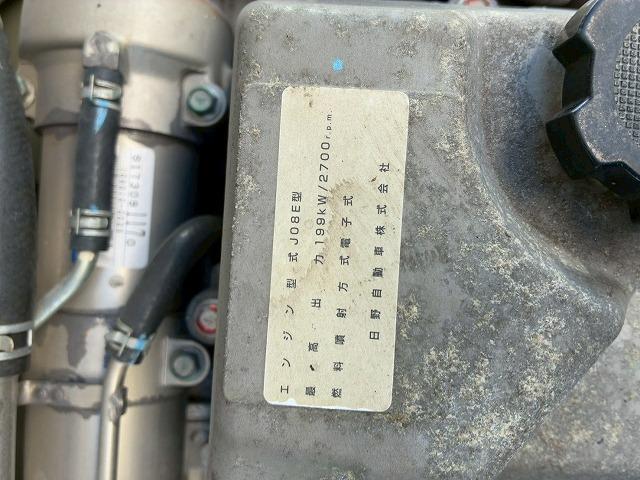 エンジン型式 J08E型
最高出力 199kW/2700r.p.m.
燃料噴射方式 電子式
日野自動車株式会社